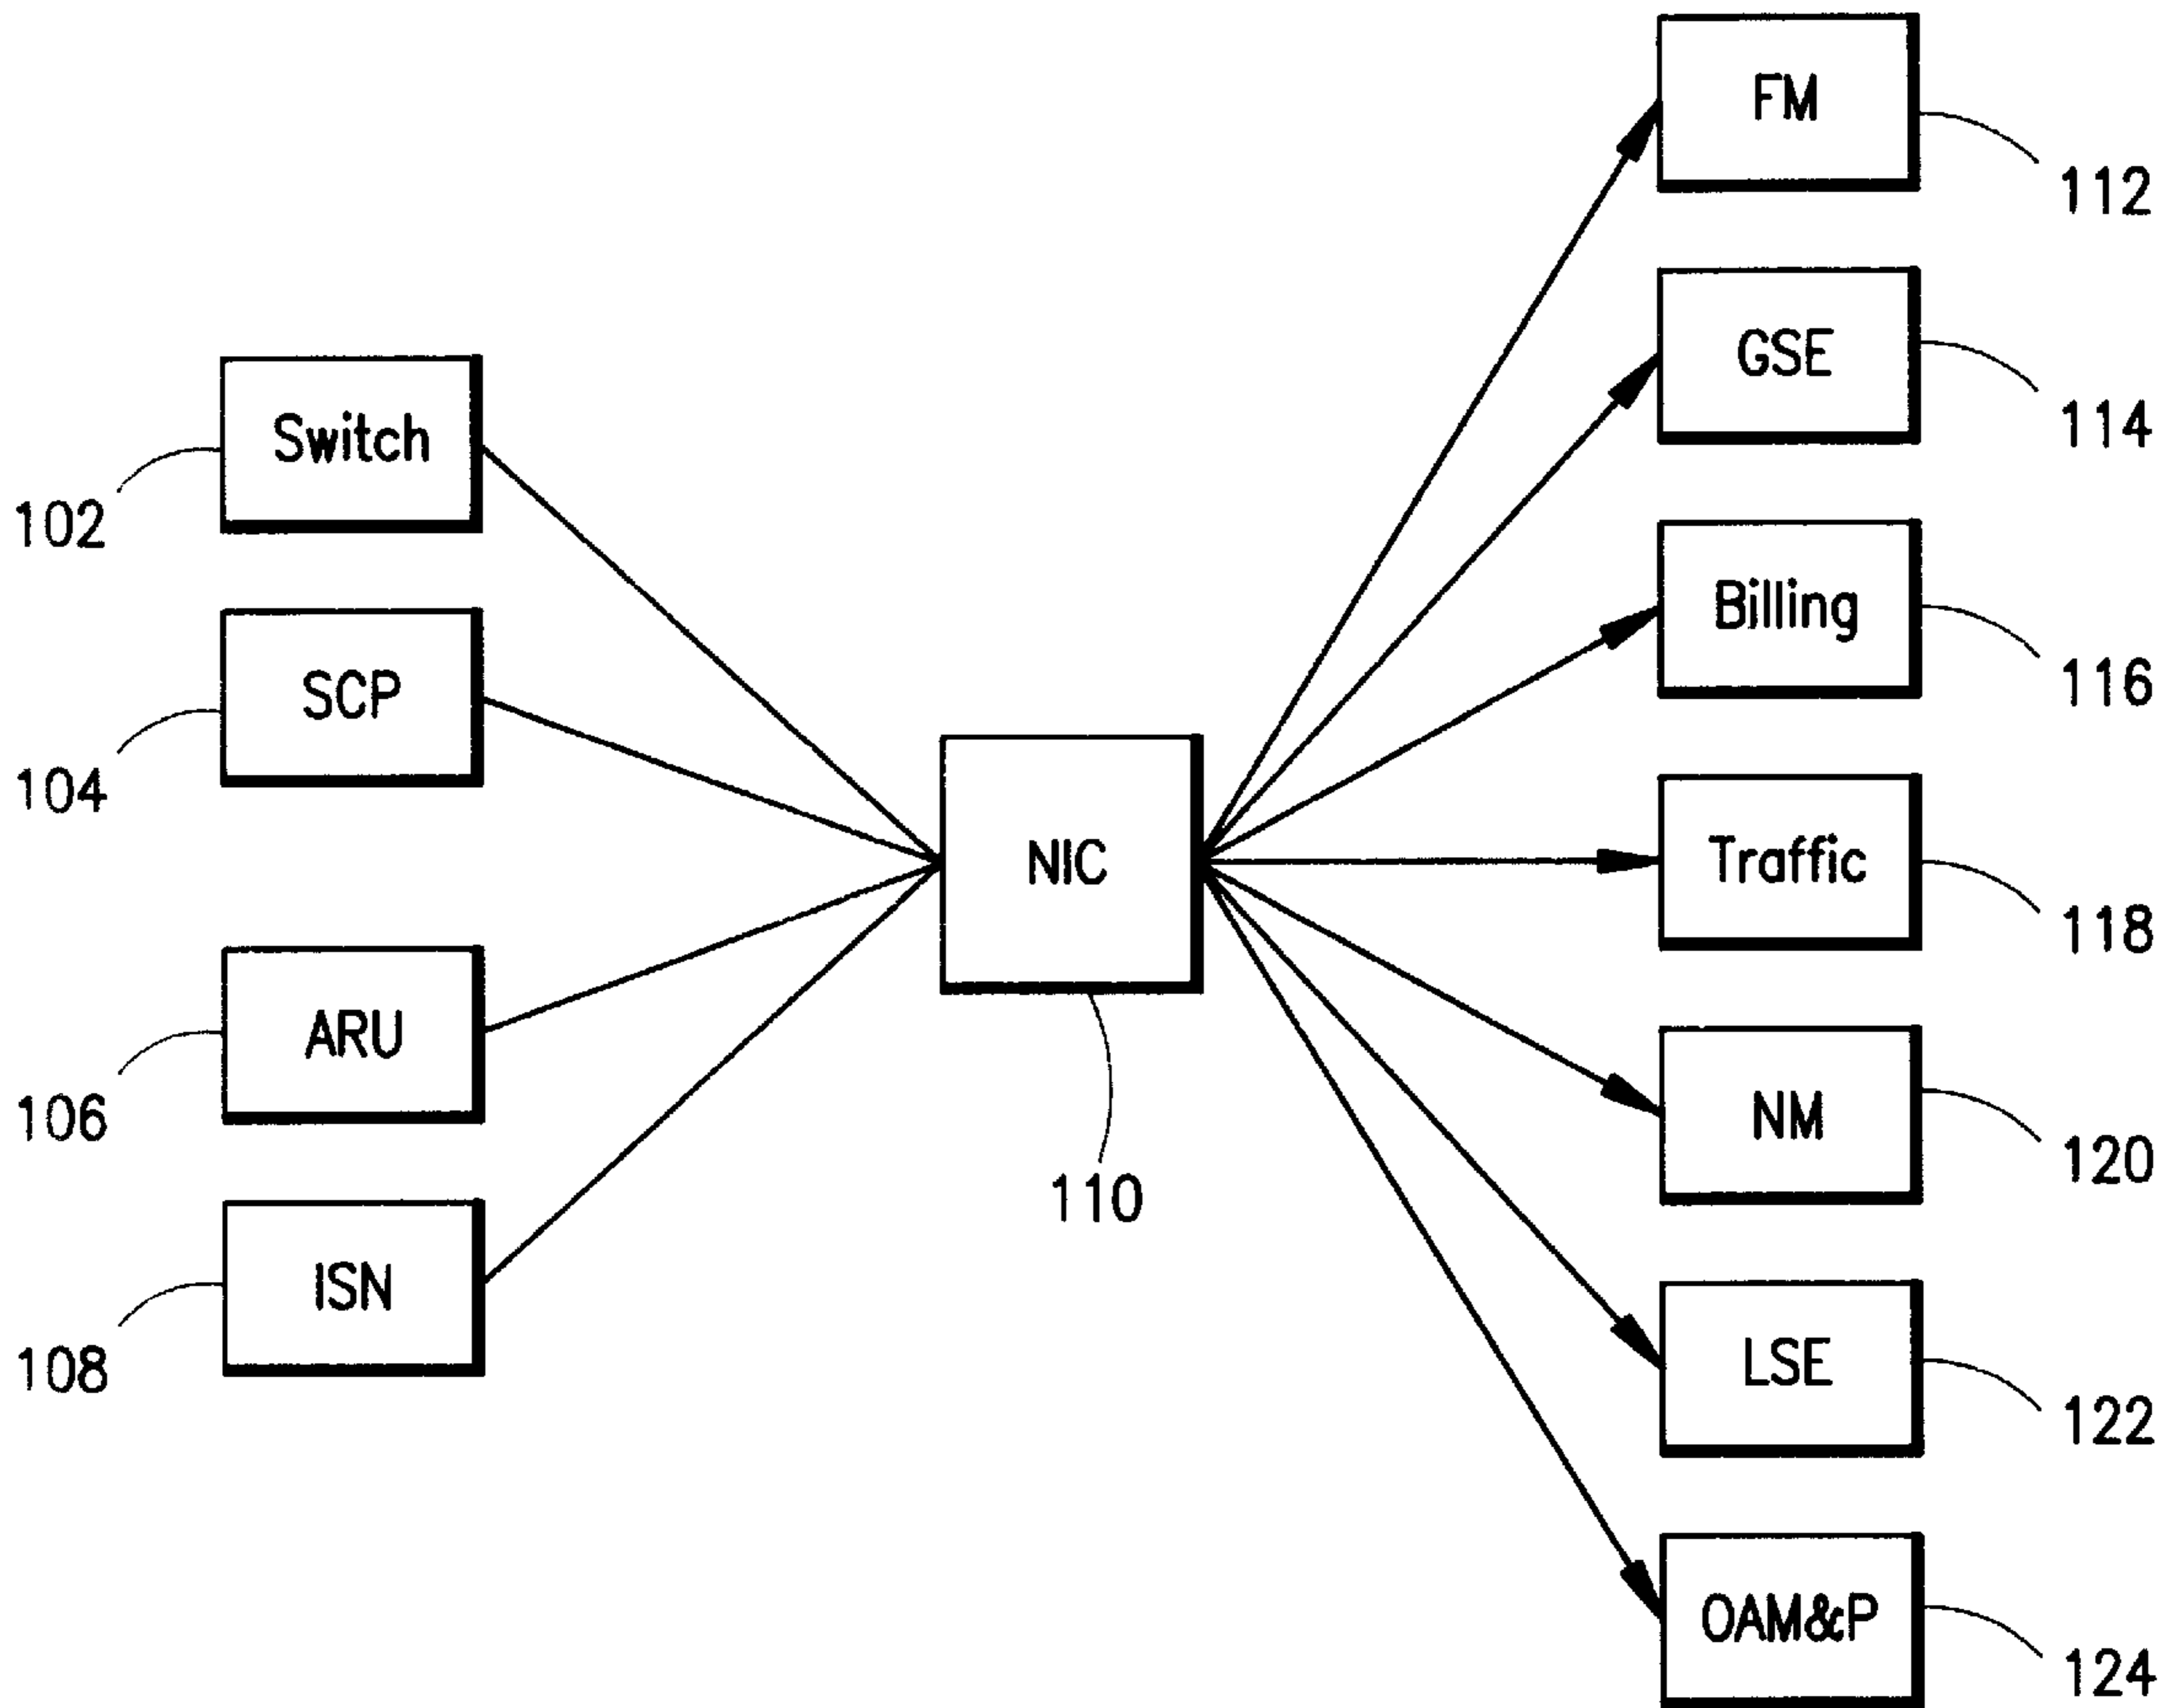 FM
112
GSE
114
Switch
102
Billing
116
SCP
104
NIC
110
Traffic
118
ARU
106
NM
120
ISN
108
LSE
122
OAM&P
124